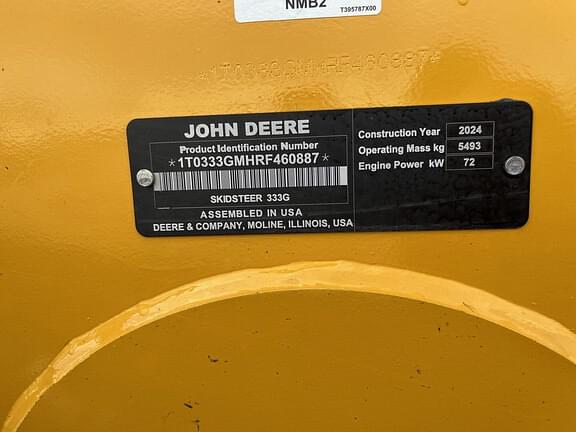 NMB2
T395787X00
*1T0333GMHRF460887*
JOHN DEERE
Product Identification Number
*1T0333GMHRF460887*
SKIDSTEER 333G
ASSEMBLED IN USA
DEERE & COMPANY, MOLINE, ILLINOIS, USA
Construction Year 2024
Operating Mass kg 5493
Engine Power kW 72